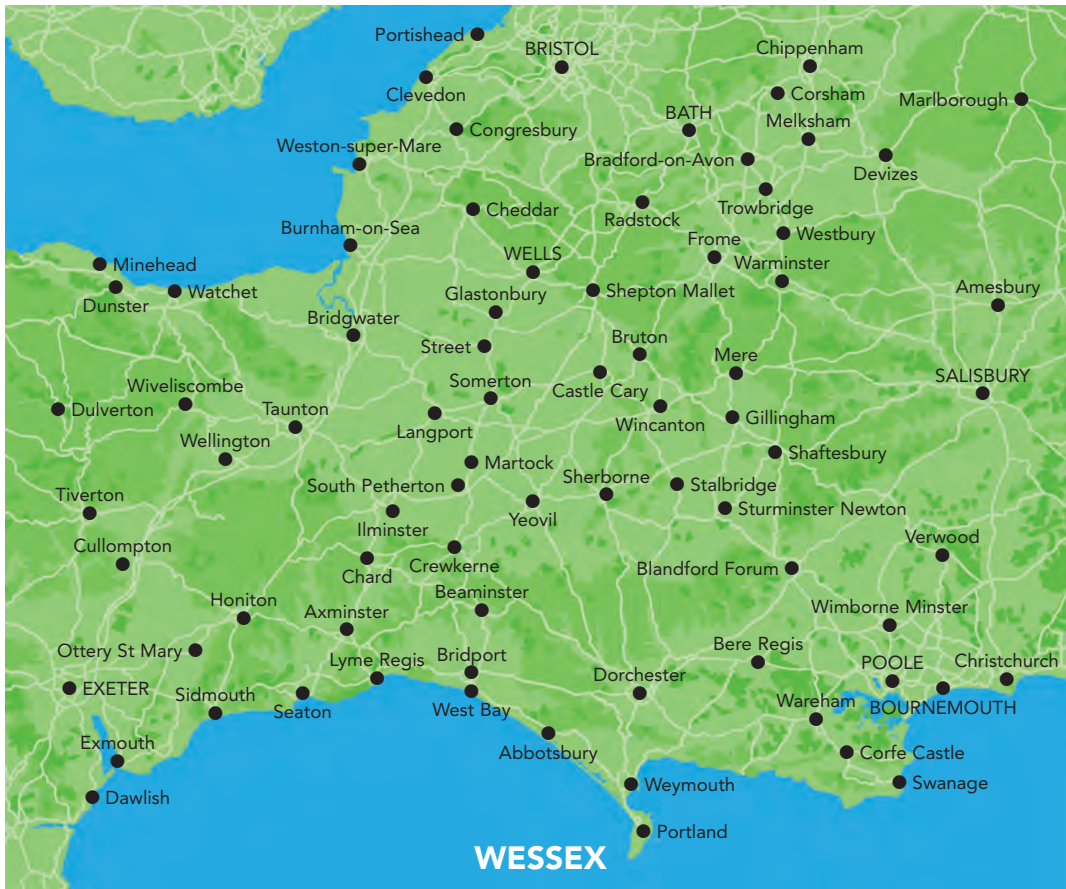 Portishead
BRISTOL
Chippenham
Clevedon
Corsham
Marlborough
BATH
Congresbury
Melksham
Weston-super-Mare
Bradford-on-Avon
Devizes
Trowbridge
Cheddar
Radstock
Burnham-on-Sea
Westbury
Frome
WELLS
Warminster
Minehead
Dunster
Watchet
Glastonbury
Shepton Mallet
Amesbury
Bridgwater
Bruton
Street
Mere
Somerton
Castle Cary
SALISBURY
Wiveliscombe
Dulverton
Taunton
Langport
Wincanton
Gillingham
Wellington
Shaftesbury
Martock
Sherborne
South Petherton
Stalbridge
Tiverton
Ilminster
Yeovil
Sturminster Newton
Cullompton
Verwood
Chard
Crewkerne
Blandford Forum
Beaminster
Honiton
Axminster
Wimborne Minster
Ottery St Mary
Lyme Regis
Bridport
Bere Regis
POOLE
Christchurch
EXETER
Sidmouth
Seaton
West Bay
Dorchester
Wareham
BOURNEMOUTH
Exmouth
Abbotsbury
Corfe Castle
Dawlish
Weymouth
Swanage
Portland
WESSEX